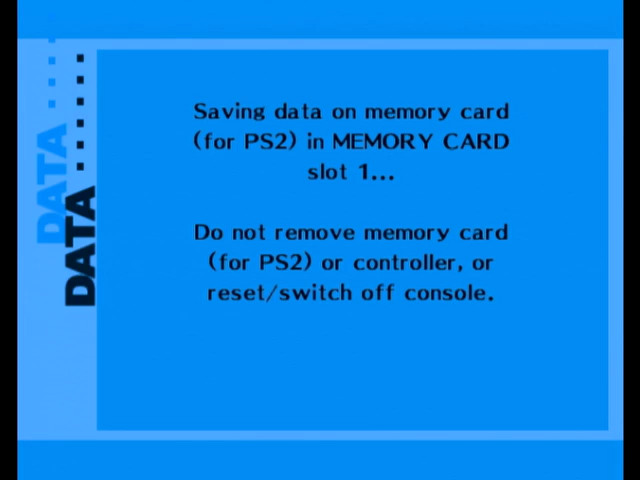 DATA......
DATA......
Saving data on memory card
(for PS2) in MEMORY CARD
slot 1...
Do not remove memory card
(for PS2) or controller, or
reset/switch off console.